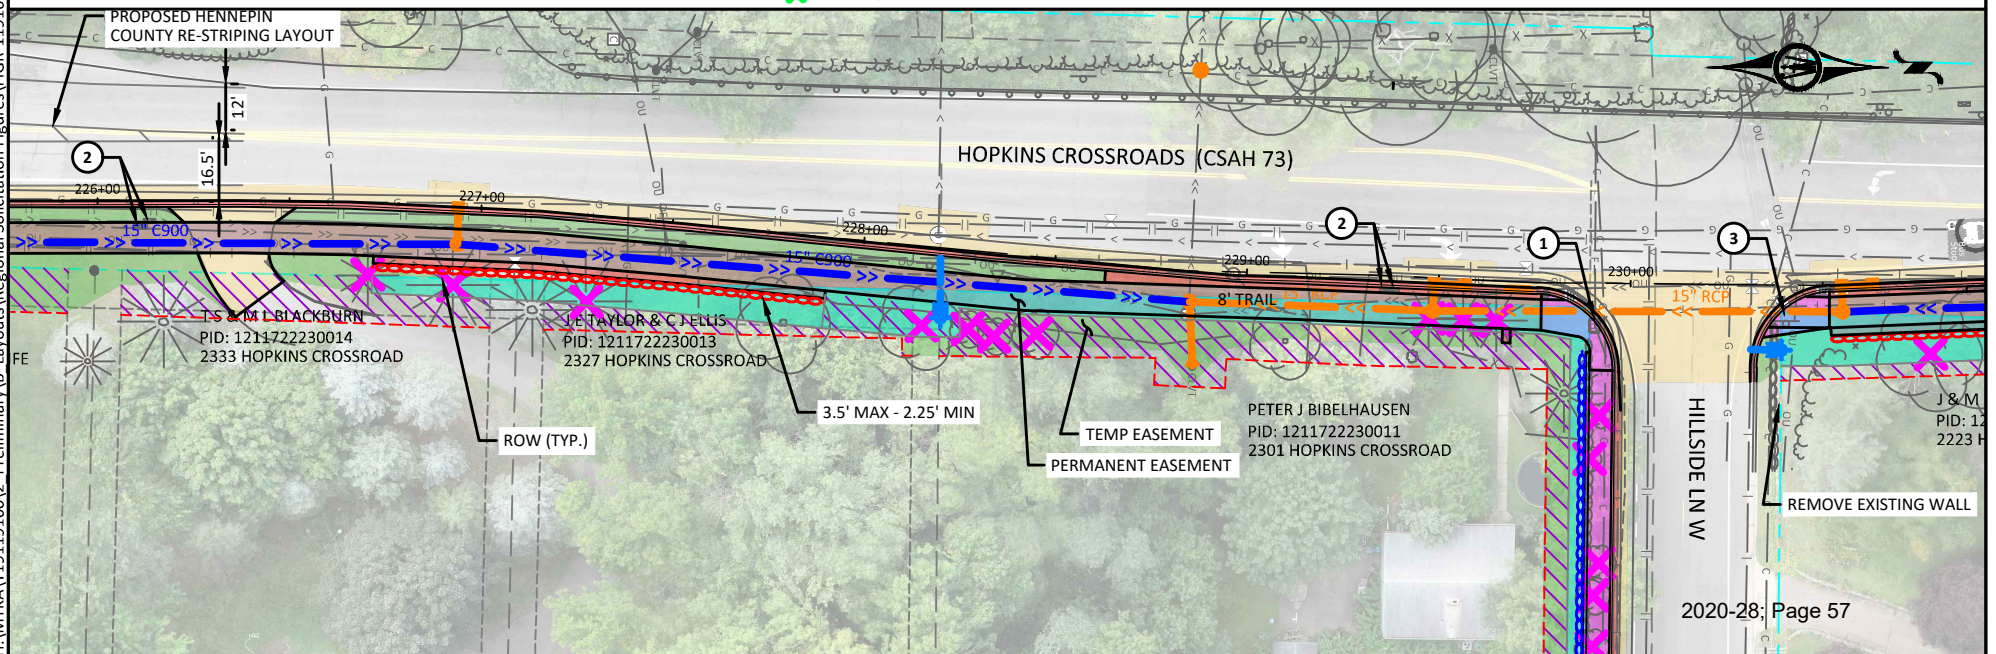 PROPOSED HENNEPIN
COUNTY RE-STRIPING LAYOUT
12'
16.5'
2
226+00
15" C900
227+00
HOPKINS CROSSROADS (CSAH 73)
228+00
15" C900
2
229+00
8' TRAIL
15" RCP
1
230+00
15" RCP
3
T S & M L BLACKBURN
PID: 1211722230014
2333 HOPKINS CROSSROAD
FE
J E TAYLOR & C J ELLIS
PID: 1211722230013
2327 HOPKINS CROSSROAD
3.5' MAX - 2.25' MIN
ROW (TYP.)
TEMP EASEMENT
PERMANENT EASEMENT
PETER J BIBELHAUSEN
PID: 1211722230011
2301 HOPKINS CROSSROAD
HILLSIDE LN W
J & M
PID: 12
2223 H
REMOVE EXISTING WALL
2020-28; Page 57